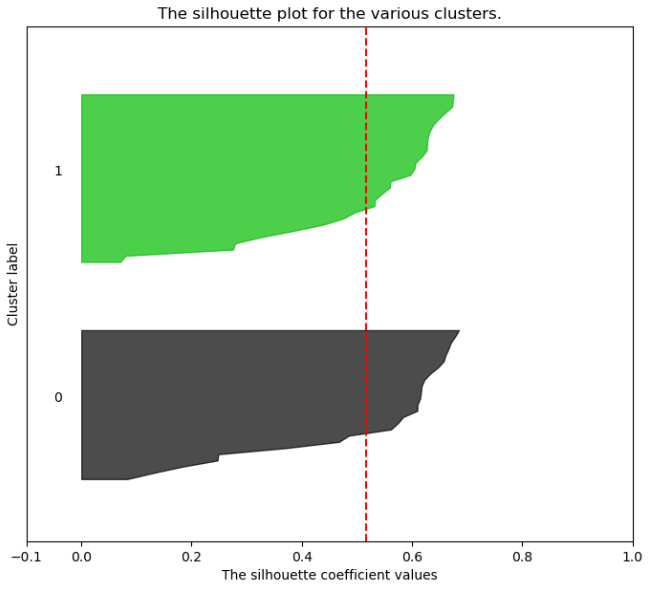 The silhouette plot for the various clusters.
1
Cluster label
0
−0.1 0.0 0.2 0.4 0.6 0.8 1.0
The silhouette coefficient values